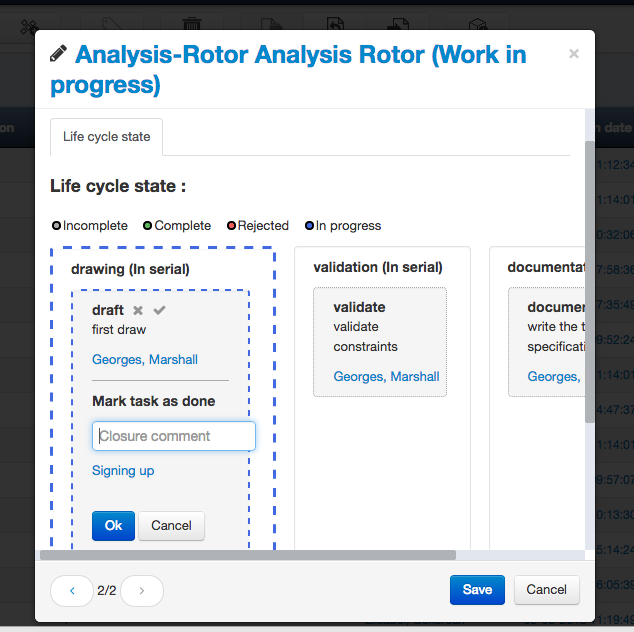 Analysis-Rotor Analysis Rotor (Work in
progress)
×
Life cycle state
Life cycle state :
Incomplete Complete Rejected In progress
drawing (In serial)
draft
first draw
Georges, Marshall
Mark task as done
Closure comment
Signing up
Ok Cancel
validation (In serial)
validate
validate
constraints
Georges, Marshall
documentat
documen
write the t
specificati
Georges,
2/2
Save Cancel
on
n date
1:12:34
1:14:01
0:32:06
7:58:36
7:35:49
9:52:24
1:14:01
4:47:37
1:14:01
9:57:07
0:13:30
5:14:24
6:05:39